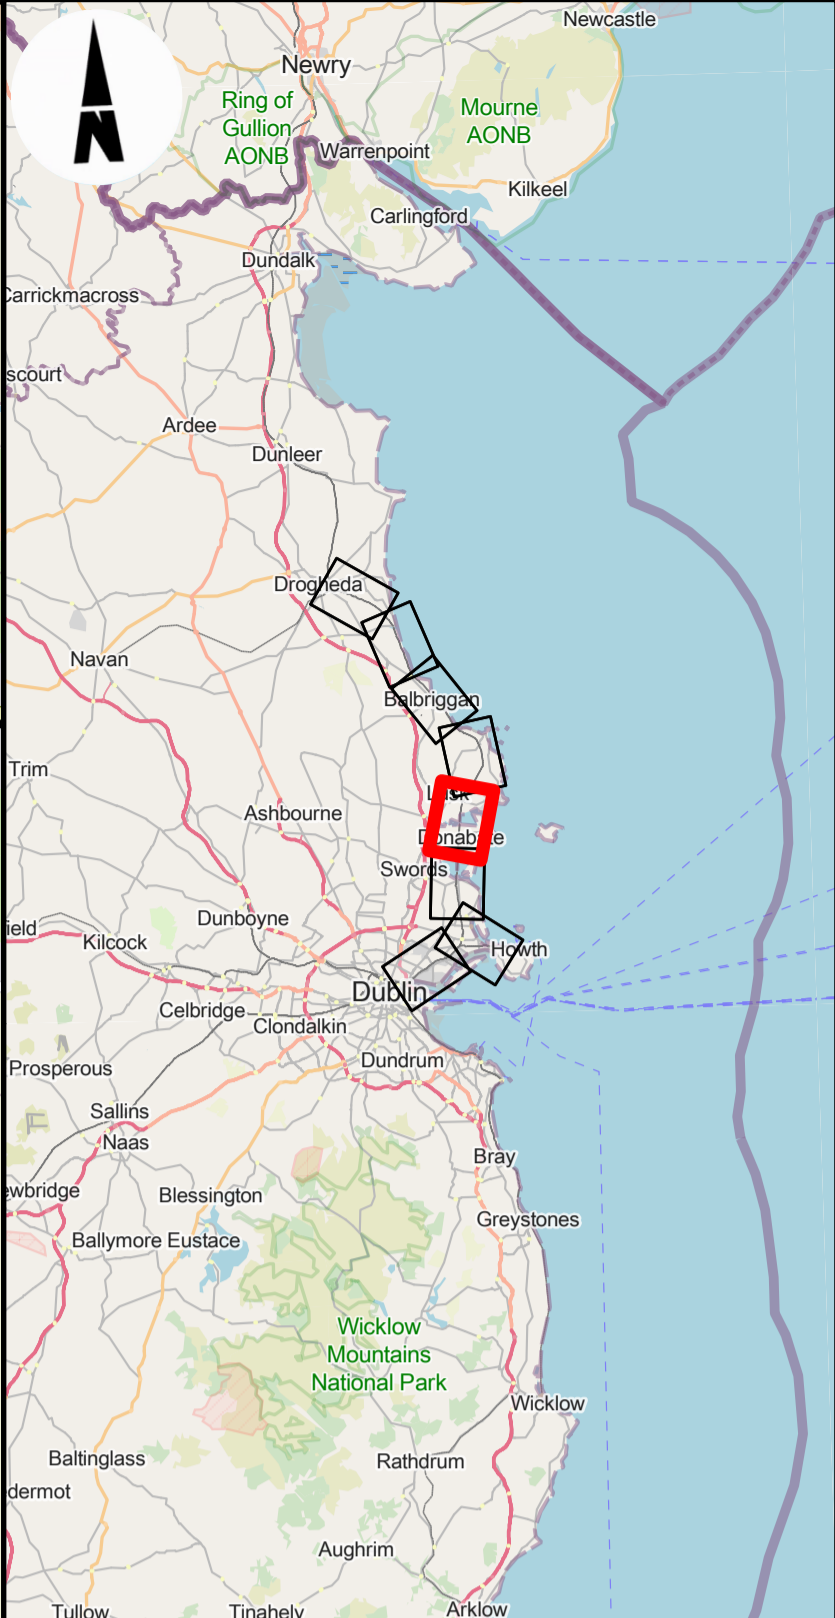 Newcastle
N
Newry
Ring of
Gullion
AONB
Mourne
AONB
Warrenpoint
Kilkeel
Carlingford
Dundalk
Carrickmacross
scourt
Ardee
Dunleer
Drogheda
Navan
Balbriggan
Trim
Lusk
Ashbourne
Donabate
Swords
Dunboyne
ield
Kilcock
Howth
Dublin
Celbridge
Clondalkin
Dundrum
Prosperous
Sallins
Naas
Bray
ewbridge
Blessington
Greystones
Ballymore Eustace
Wicklow
Mountains
National Park
Wicklow
Baltinglass
Rathdrum
dermot
Aughrim
Tullow
Tinahely
Arklow